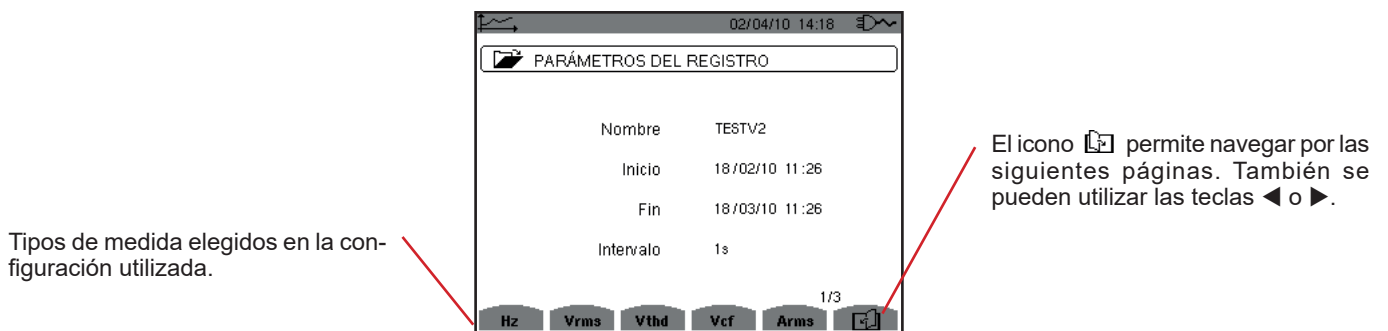 02/04/10 14:18
PARÁMETROS DEL REGISTRO
Nombre TESTV2
Inicio 18/02/10 11:26
Fin 18/03/10 11:26
Intervalo 1s
1/3
Hz Vrms Vthd Vcf Arms
Tipos de medida elegidos en la con-
figuración utilizada.
El icono permite navegar por las
siguientes páginas. También se
pueden utilizar las teclas ◀ o ▶.